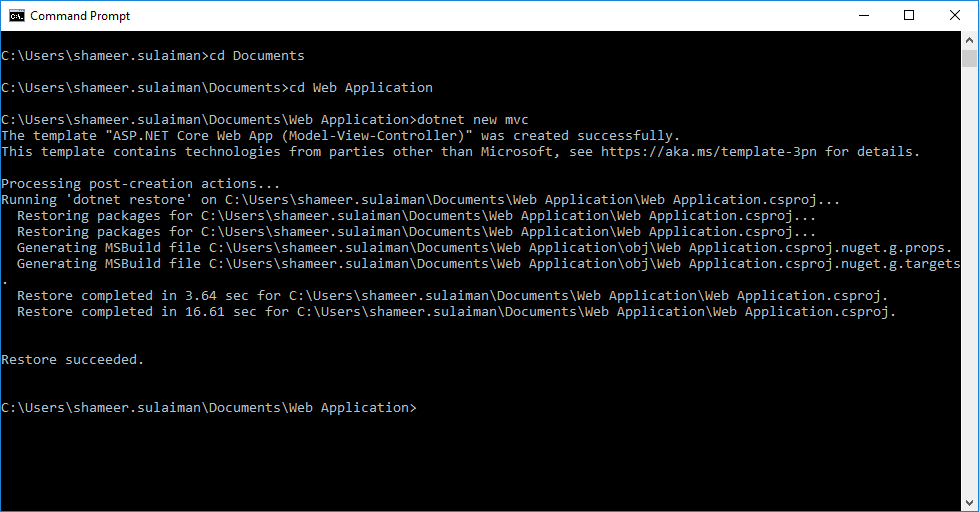 Command Prompt
C:\Users\shameer.sulaiman>cd Documents
C:\Users\shameer.sulaiman\Documents>cd Web Application
C:\Users\shameer.sulaiman\Documents\Web Application>dotnet new mvc
The template "ASP.NET Core Web App (Model-View-Controller)" was created successfully.
This template contains technologies from parties other than Microsoft, see https://aka.ms/template-3pn for details.
Processing post-creation actions...
Running 'dotnet restore' on C:\Users\shameer.sulaiman\Documents\Web Application\Web Application.csproj...
  Restoring packages for C:\Users\shameer.sulaiman\Documents\Web Application\Web Application.csproj...
  Restoring packages for C:\Users\shameer.sulaiman\Documents\Web Application\Web Application.csproj...
  Generating MSBuild file C:\Users\shameer.sulaiman\Documents\Web Application\obj\Web Application.csproj.nuget.g.props.
  Generating MSBuild file C:\Users\shameer.sulaiman\Documents\Web Application\obj\Web Application.csproj.nuget.g.targets
.
  Restore completed in 3.64 sec for C:\Users\shameer.sulaiman\Documents\Web Application\Web Application.csproj.
  Restore completed in 16.61 sec for C:\Users\shameer.sulaiman\Documents\Web Application\Web Application.csproj.
Restore succeeded.
C:\Users\shameer.sulaiman\Documents\Web Application>